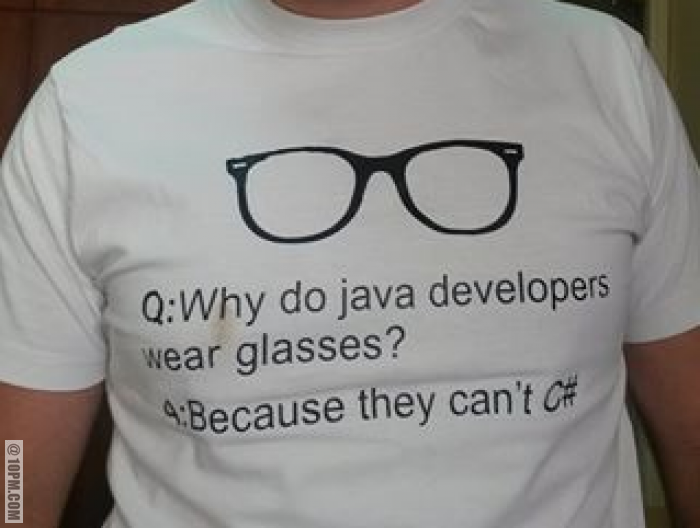 Q:Why do java developers
wear glasses?
A:Because they can't C#
@ 10PM.COM